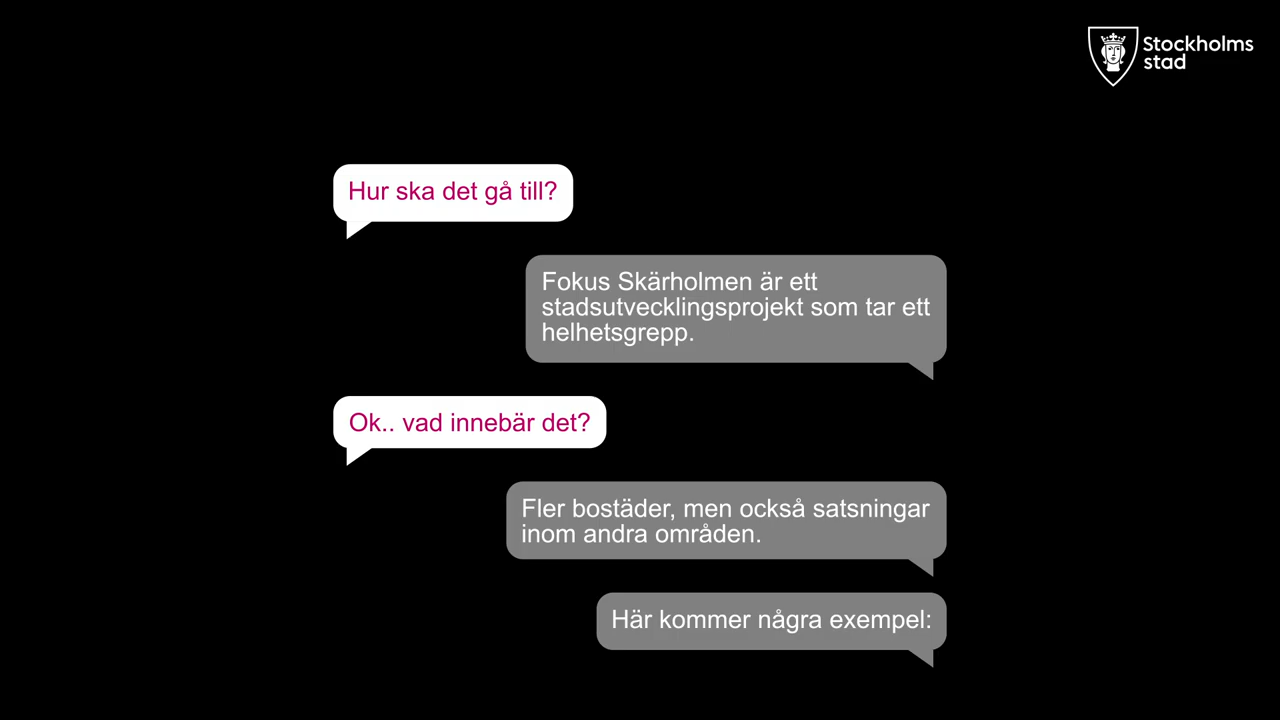 Stockholms
stad
Hur ska det gå till?
Fokus Skärholmen är ett
stadsutvecklingsprojekt som tar ett
helhetsgrepp.
Ok.. vad innebär det?
Fler bostäder, men också satsningar
inom andra områden.
Här kommer några exempel: